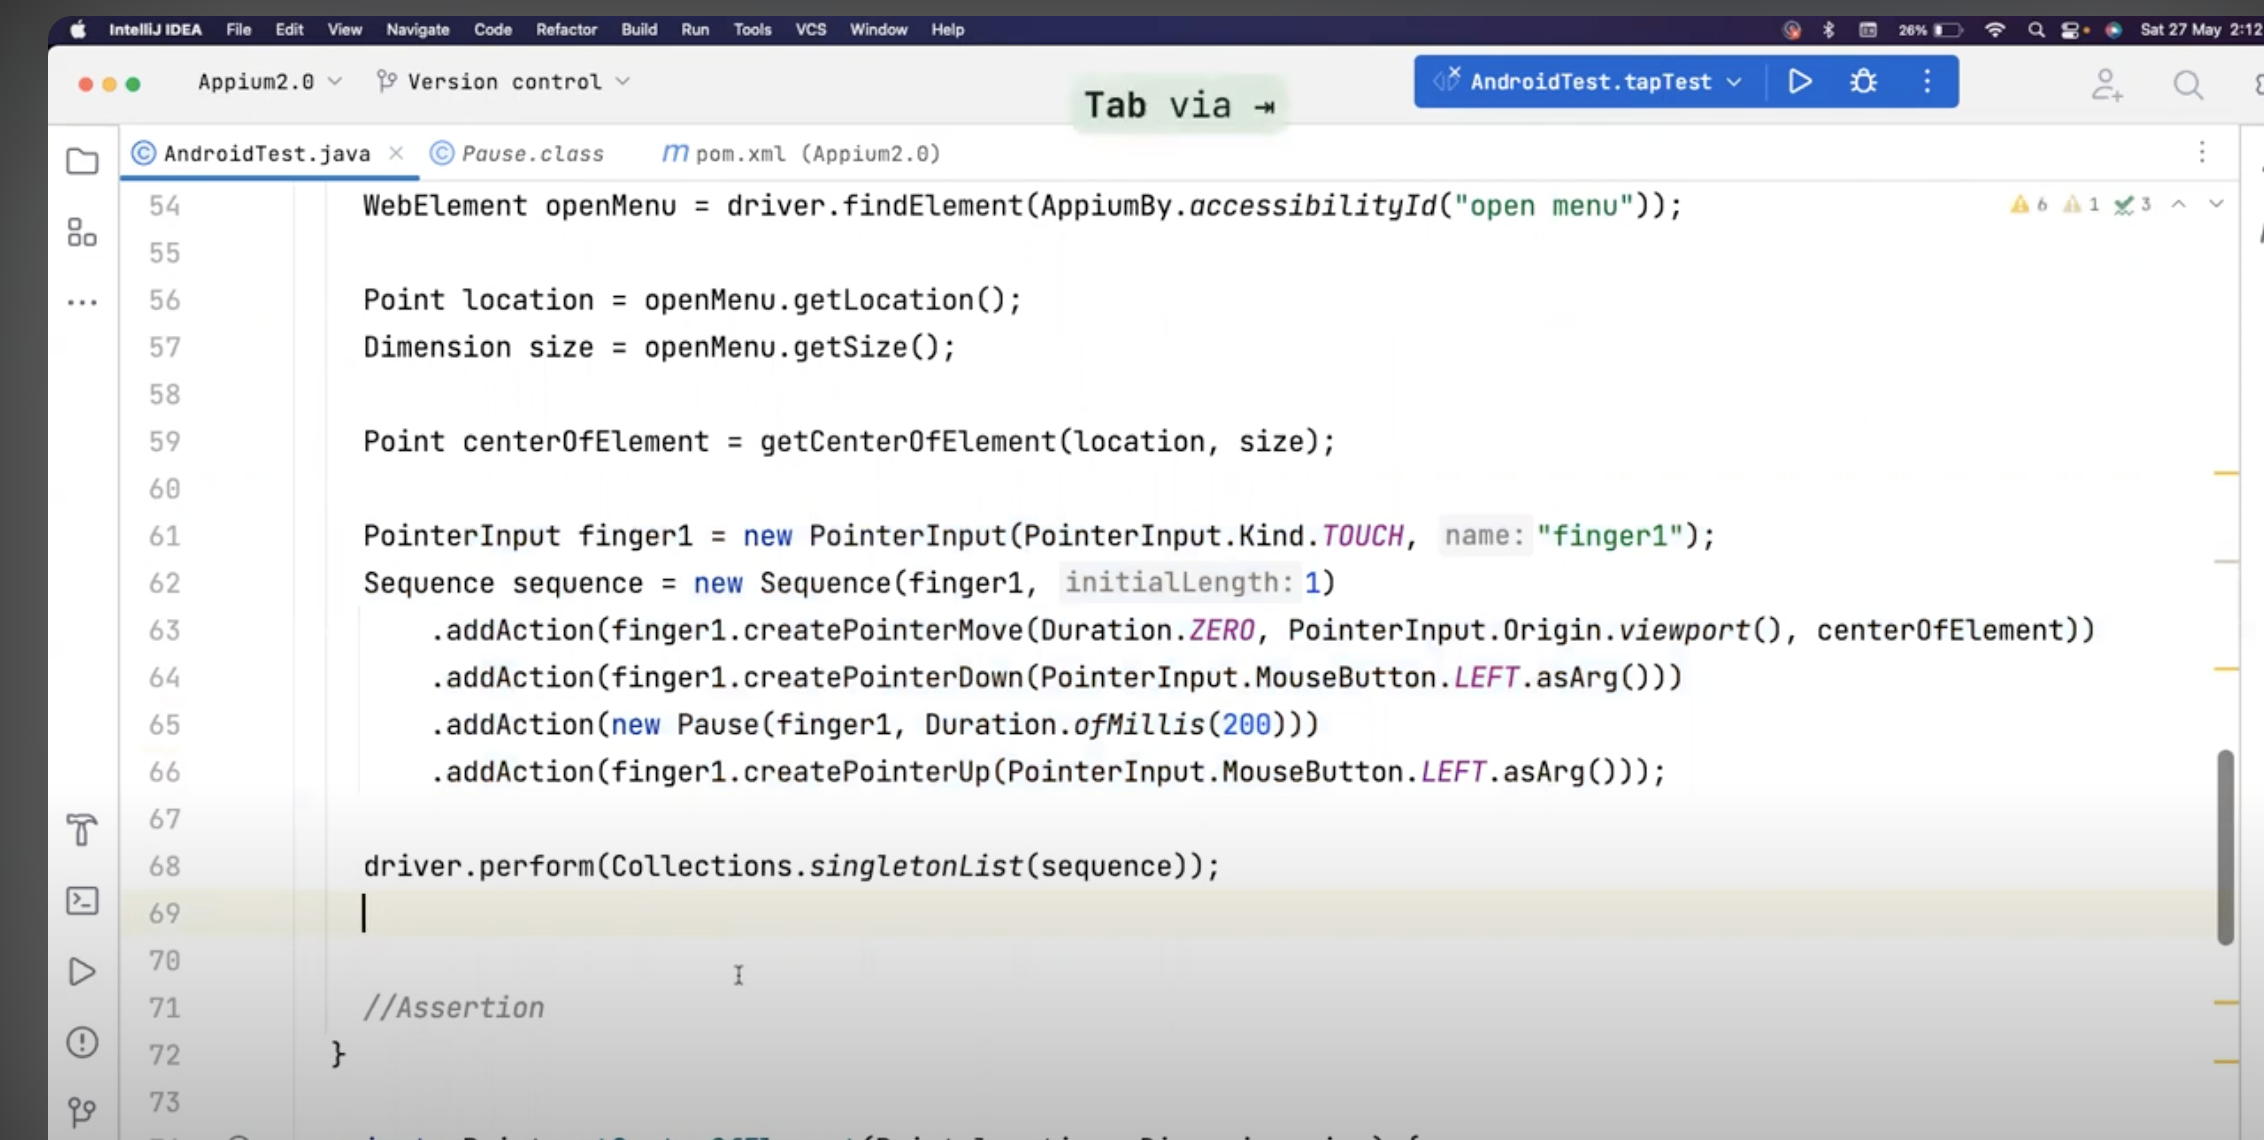 IntelliJ IDEA File Edit View Navigate Code Refactor Build Run Tools VCS Window Help 26% Sat 27 May 2:12
Appium2.0 Version control Tab via ⇥ AndroidTest.tapTest
AndroidTest.java Pause.class m pom.xml (Appium2.0)
54 WebElement openMenu = driver.findElement(AppiumBy.accessibilityId("open menu")); 6 1 3
55
56 Point location = openMenu.getLocation();
57 Dimension size = openMenu.getSize();
58
59 Point centerOfElement = getCenterOfElement(location, size);
60
61 PointerInput finger1 = new PointerInput(PointerInput.Kind.TOUCH, name: "finger1");
62 Sequence sequence = new Sequence(finger1, initialLength: 1)
63 .addAction(finger1.createPointerMove(Duration.ZERO, PointerInput.Origin.viewport(), centerOfElement))
64 .addAction(finger1.createPointerDown(PointerInput.MouseButton.LEFT.asArg()))
65 .addAction(new Pause(finger1, Duration.ofMillis(200)))
66 .addAction(finger1.createPointerUp(PointerInput.MouseButton.LEFT.asArg()));
67
68 driver.perform(Collections.singletonList(sequence));
69
70
71 //Assertion
72 }
73